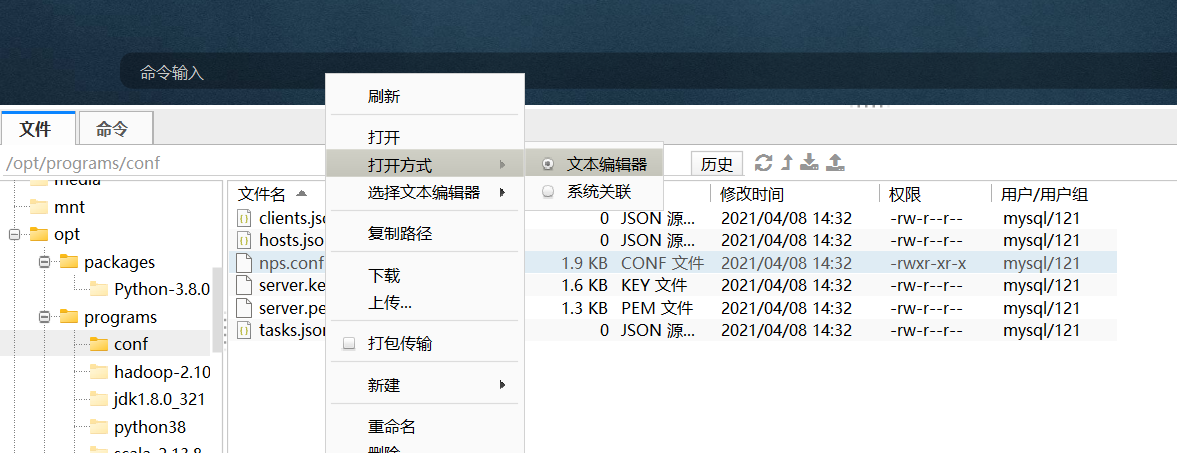 命令输入
文件 命令
/opt/programs/conf 历史
media
mnt
opt
packages
Python-3.8.0
programs
conf
hadoop-2.10
jdk1.8.0_321
python38
文件名 修改时间 权限 用户/用户组
clients.jso 0 JSON 源... 2021/04/08 14:32 -rw-r--r-- mysql/121
hosts.json 0 JSON 源... 2021/04/08 14:32 -rw-r--r-- mysql/121
nps.conf 1.9 KB CONF 文件 2021/04/08 14:32 -rwxr-xr-x mysql/121
server.ke 1.6 KB KEY 文件 2021/04/08 14:32 -rw-r--r-- mysql/121
server.pe 1.3 KB PEM 文件 2021/04/08 14:32 -rw-r--r-- mysql/121
tasks.json 0 JSON 源... 2021/04/08 14:32 -rw-r--r-- mysql/121
刷新
打开
打开方式
选择文本编辑器
复制路径
下载
上传...
打包传输
新建
重命名
删除
文本编辑器
系统关联